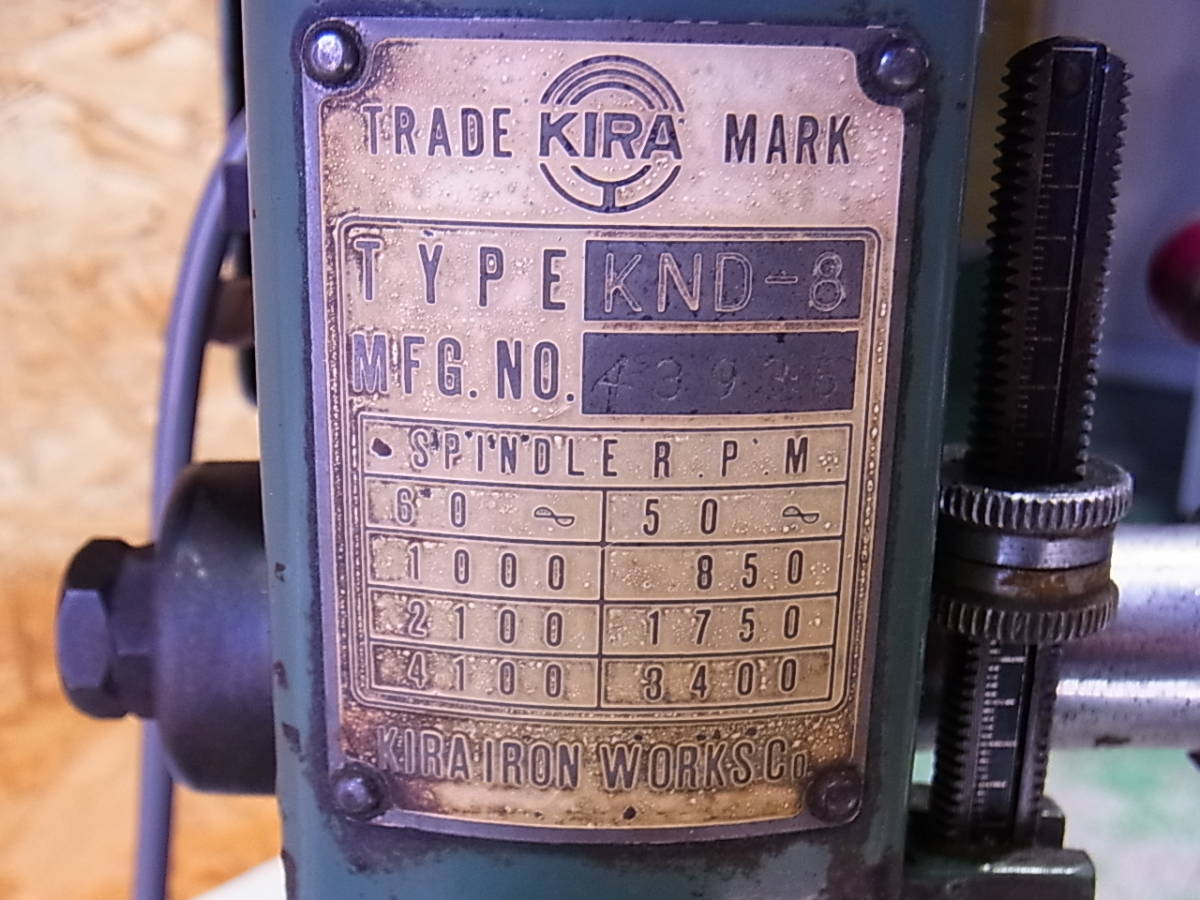 TRADE KIRA MARK
TYPE KND-8
MFG. NO. 43935
SPINDLE R.P.M.
60 ~ 50 ~
1000 850
2100 1750
4100 3400
KIRA IRON WORKS Co.